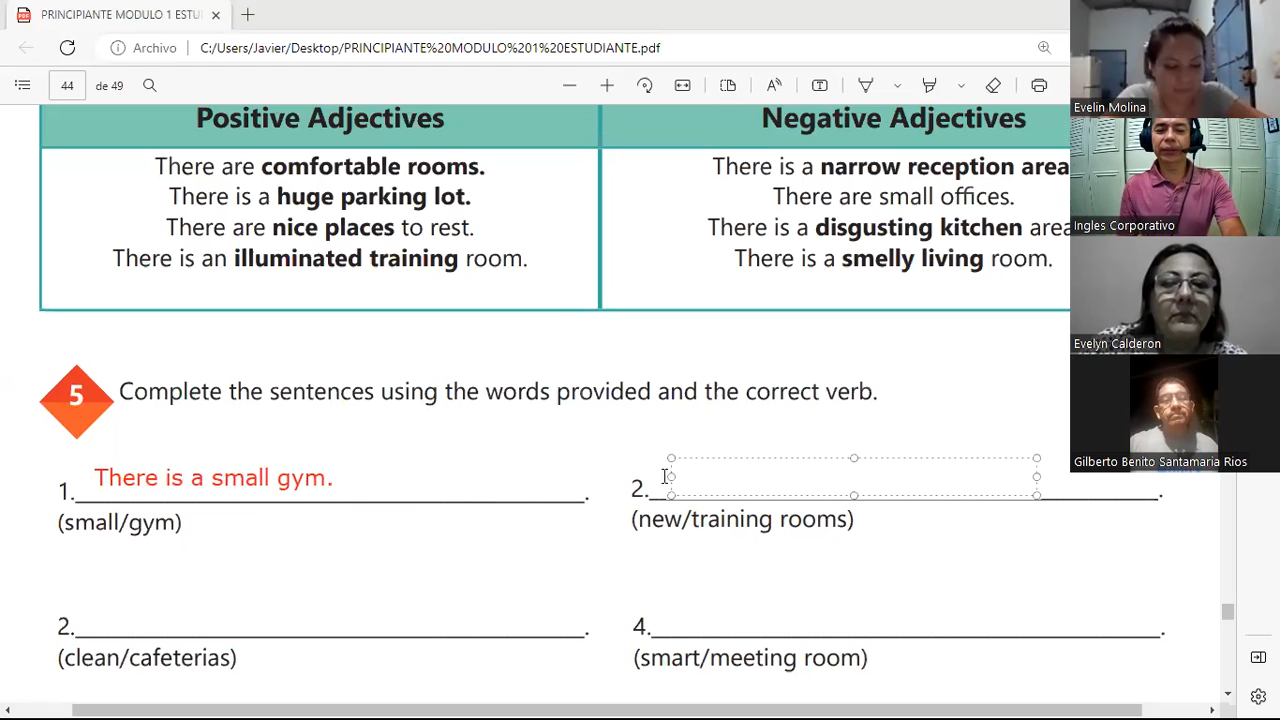 PRINCIPIANTE MODULO 1 ESTU
Archivo
C:/Users/Javier/Desktop/PRINCIPIANTE%20MODULO%201%20ESTUDIANTE.pdf
44
de 49
Positive Adjectives
There are comfortable rooms.
There is a huge parking lot.
There are nice places to rest.
There is an illuminated training room.
Negative Adjectives
There is a narrow reception area
There are small offices.
There is a disgusting kitchen area
There is a smelly living room.
5
Complete the sentences using the words provided and the correct verb.
There is a small gym.
1.______________________________________.
(small/gym)
2.______________________________________.
(new/training rooms)
2.______________________________________.
(clean/cafeterias)
4.______________________________________.
(smart/meeting room)
Evelin Molina
Ingles Corporativo
Evelyn Calderon
Gilberto Benito Santamaria Rios